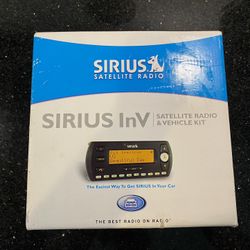 SIRIUS
SATELLITE RADIO
SIRIUS InV
SATELLITE RADIO
& VEHICLE KIT
SIRIUS
The Easiest Way To Get SIRIUS In Your Car
THE BEST RADIO ON RADIO